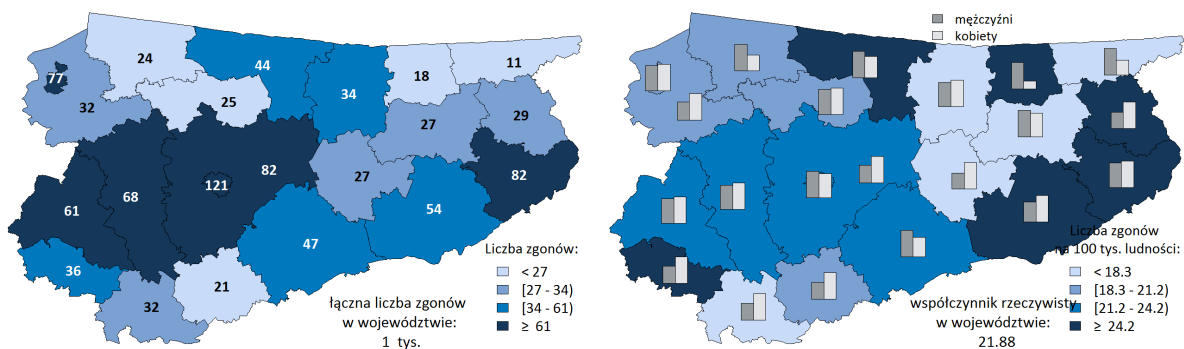 24
44
18
11
77
34
32
25
27
29
82
27
82
121
68
61
54
47
36
21
32
Liczba zgonów:
< 27
[27 - 34)
[34 - 61)
≥ 61
łączna liczba zgonów
w województwie:
1 tys.
mężczyźni
kobiety
Liczba zgonów
na 100 tys. ludności:
< 18.3
[18.3 - 21.2)
[21.2 - 24.2)
≥ 24.2
współczynnik rzeczywisty
w województwie:
21.88